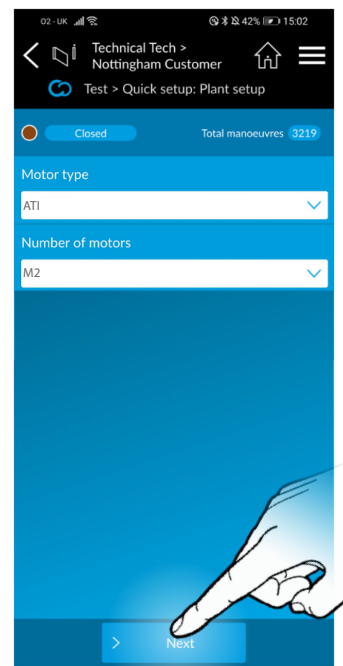 O2 - UK 42% 15:02
Technical Tech >
Nottingham Customer
Test > Quick setup: Plant setup
Closed Total manoeuvres 3219
Motor type
ATI
Number of motors
M2
> Next